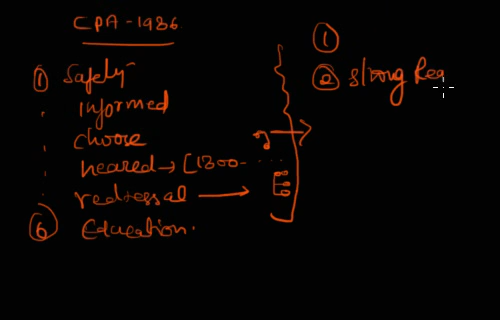 CPA-1986
① Safety
informed
choose
heared → [1800- ....
redressal →
⑥ Education.
①
② strong Reg